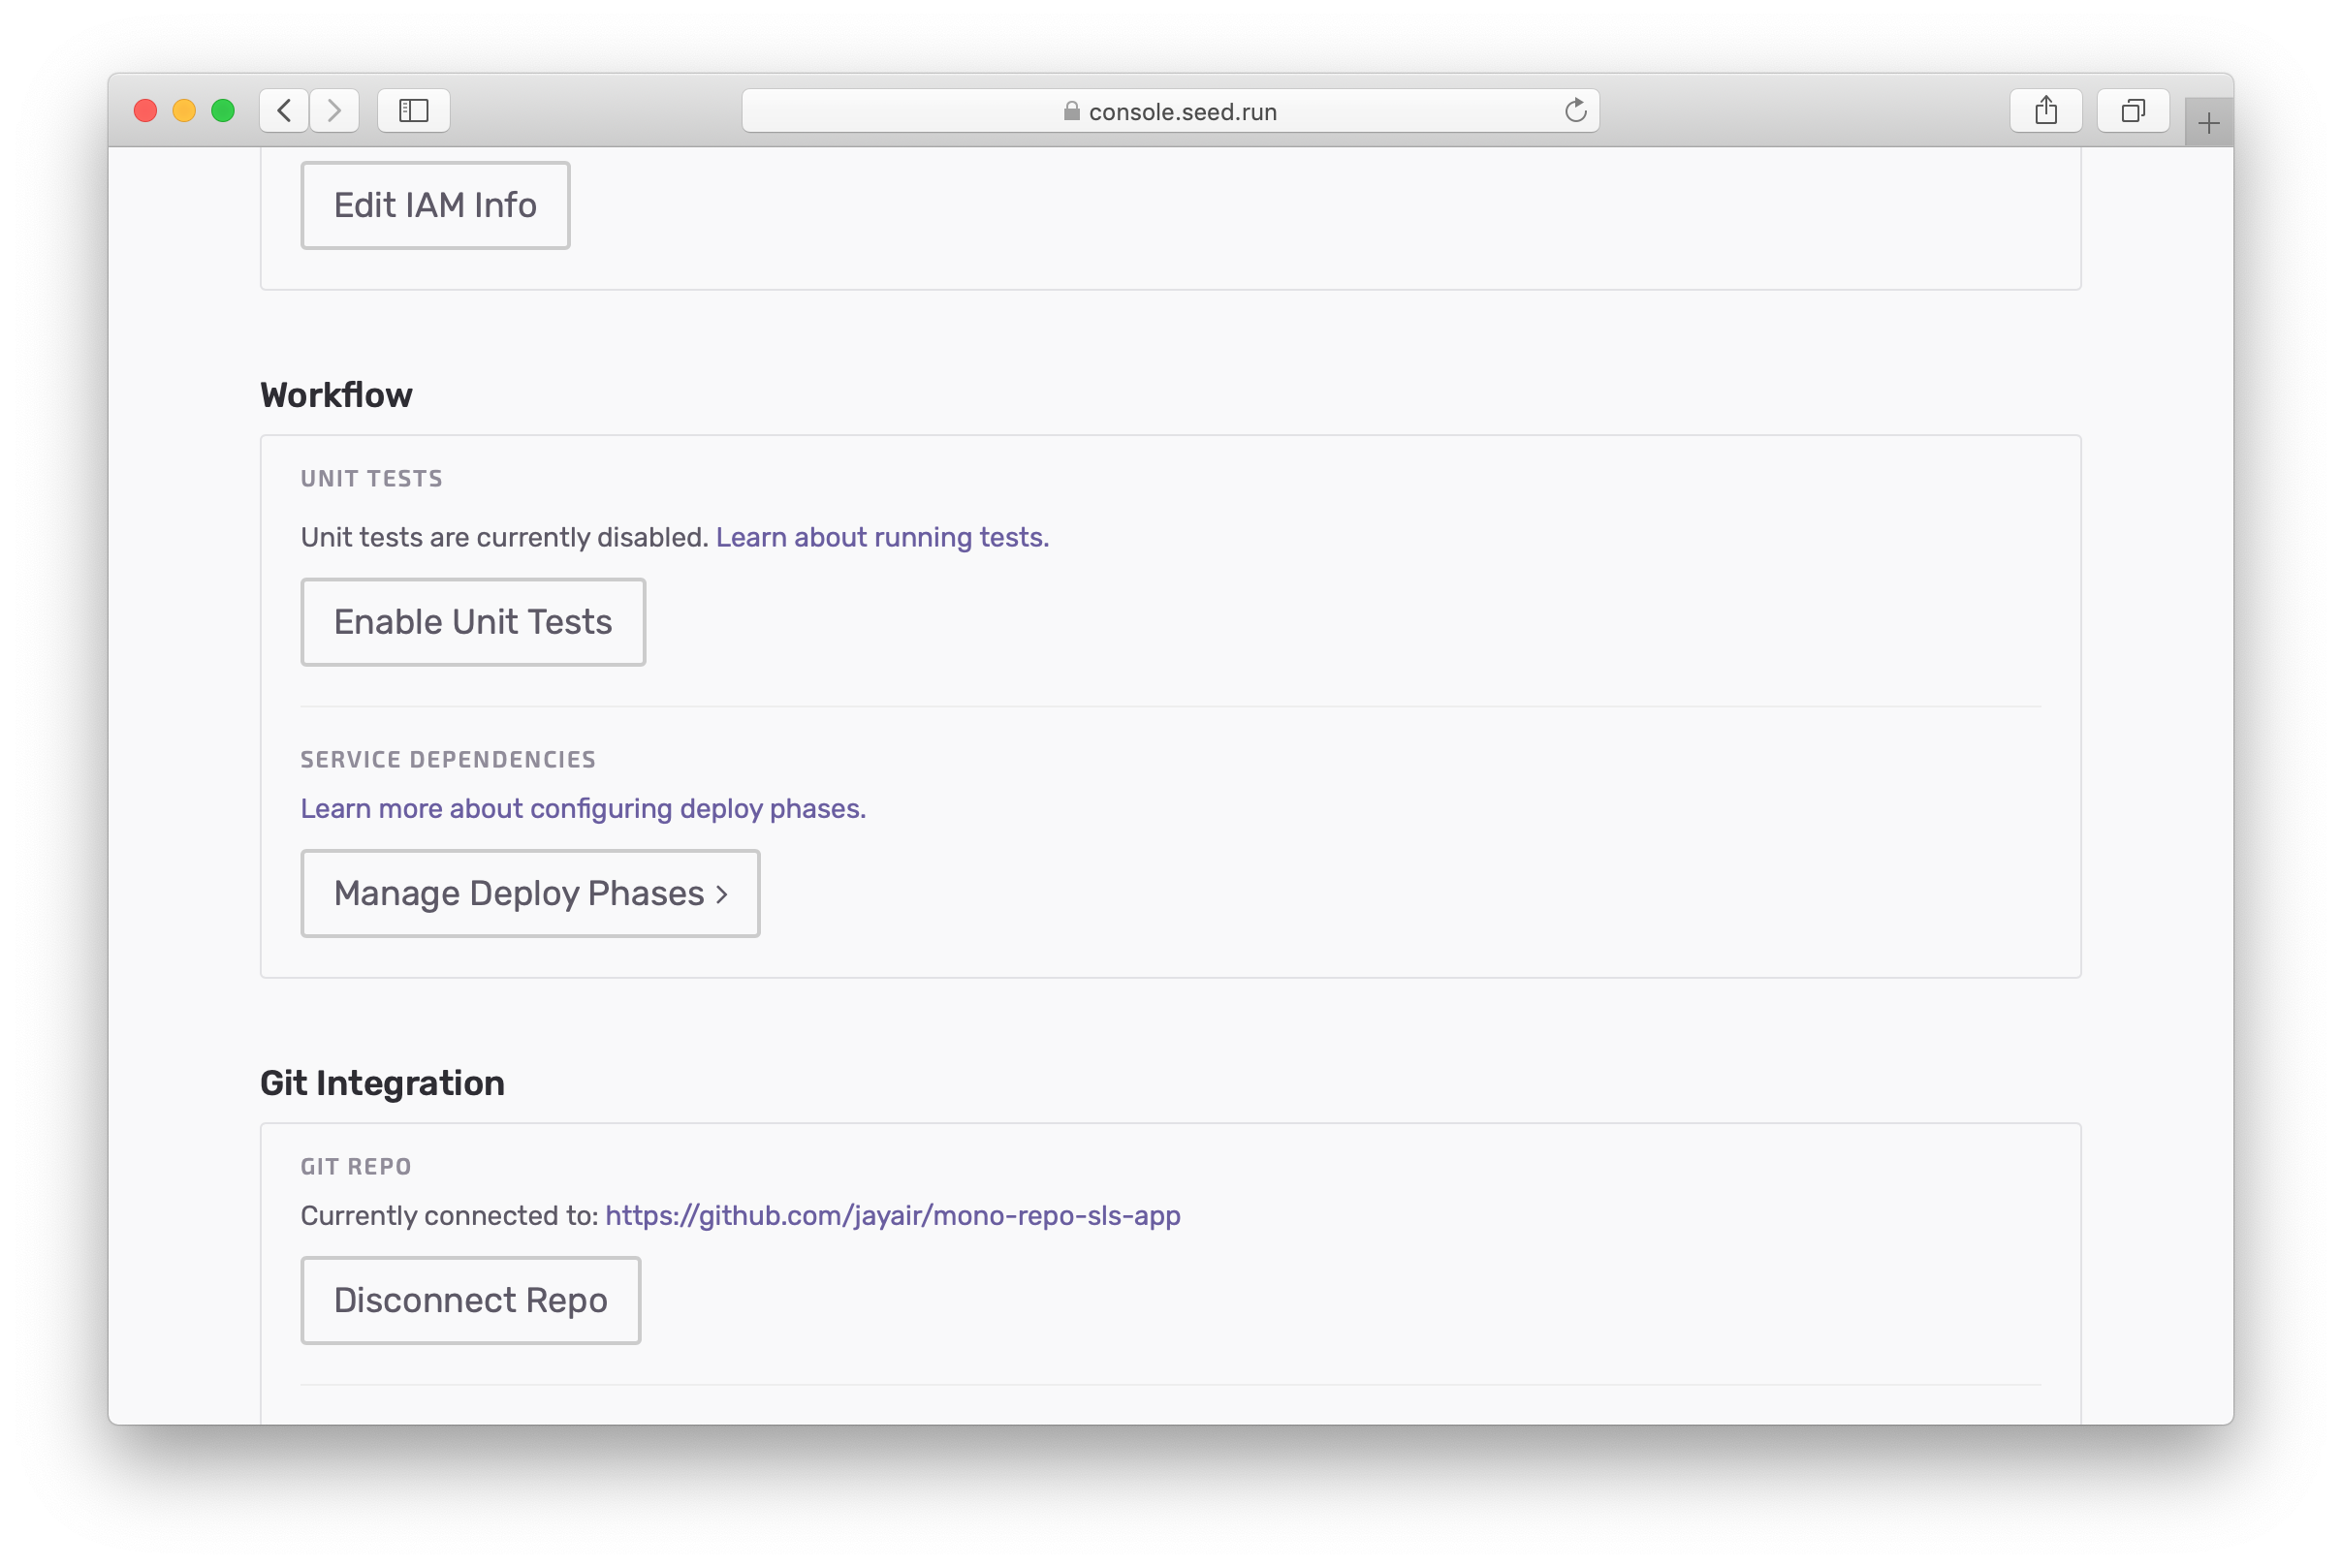 console.seed.run
Edit IAM Info
Workflow
UNIT TESTS
Unit tests are currently disabled. Learn about running tests.
Enable Unit Tests
SERVICE DEPENDENCIES
Learn more about configuring deploy phases.
Manage Deploy Phases >
Git Integration
GIT REPO
Currently connected to: https://github.com/jayair/mono-repo-sls-app
Disconnect Repo